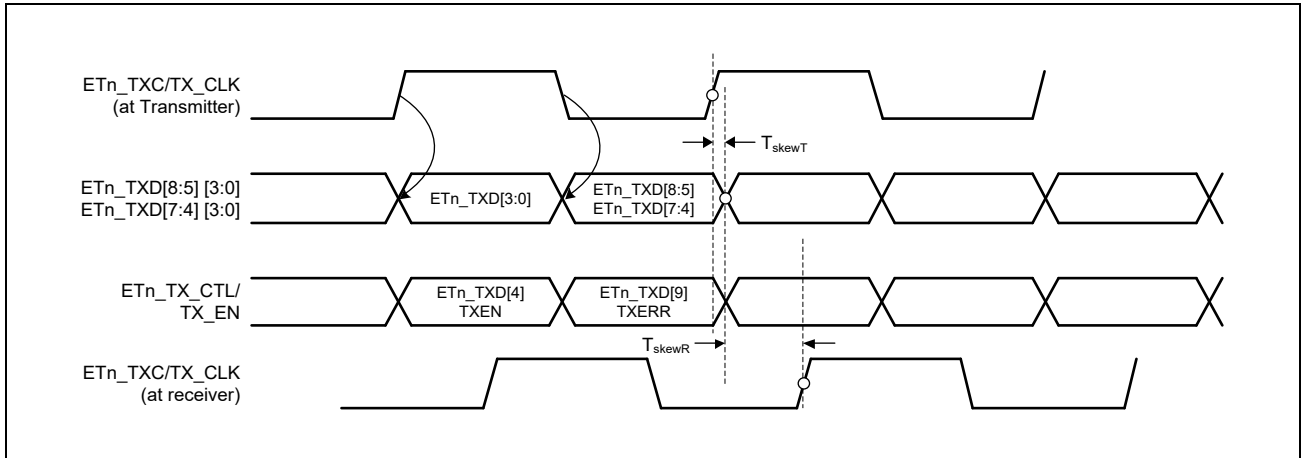 ETn_TXC/TX_CLK
(at Transmitter)
TskewT
ETn_TXD[8:5] [3:0]
ETn_TXD[7:4] [3:0]
ETn_TXD[3:0]
ETn_TXD[8:5]
ETn_TXD[7:4]
ETn_TX_CTL/
TX_EN
ETn_TXD[4]
TXEN
ETn_TXD[9]
TXERR
TskewR
ETn_TXC/TX_CLK
(at receiver)